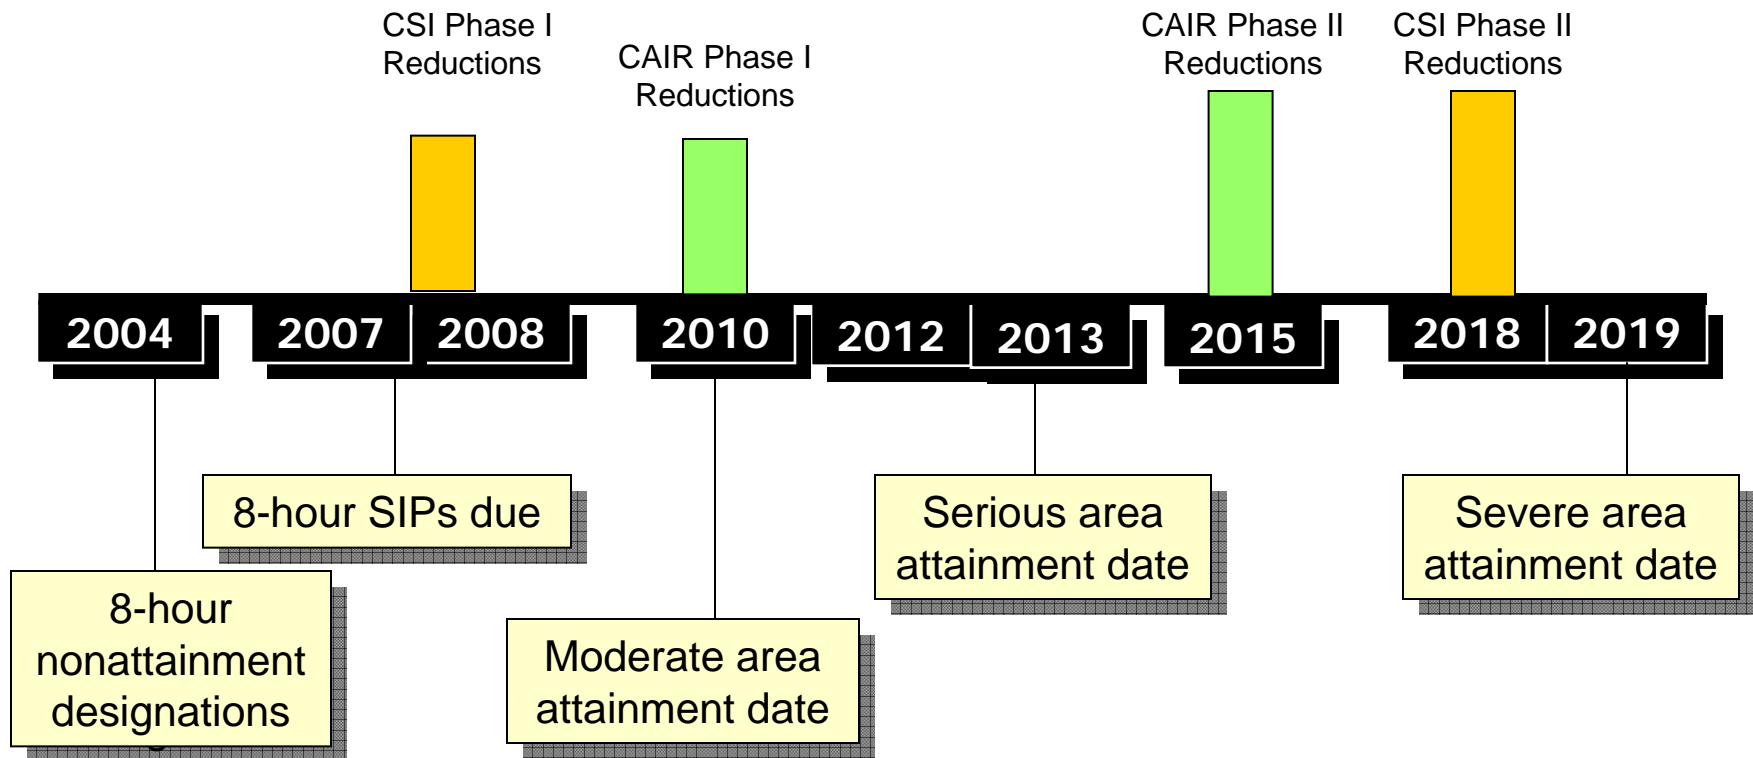 CSI Phase I
Reductions
CAIR Phase I
Reductions
CAIR Phase II
Reductions
CSI Phase II
Reductions
2004
2007
2008
2010
2012
2013
2015
2018
2019
8-hour SIPs due
Serious area
attainment date
Severe area
attainment date
8-hour
nonattainment
designations
Moderate area
attainment date